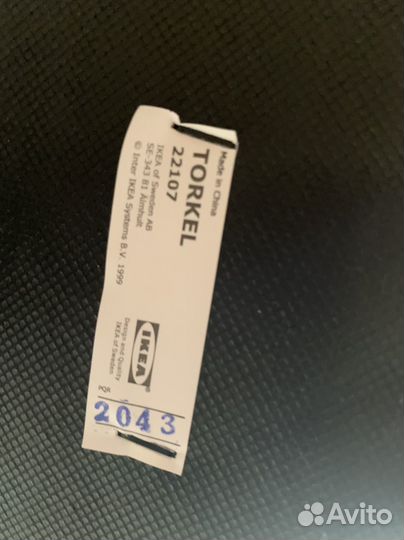 Made in China
TORKEL
22107
IKEA of Sweden AB
SE-343 81 Älmhult
© Inter IKEA Systems B.V. 1999
IKEA®
Design and Quality
IKEA of Sweden
PQR
2043
Avito